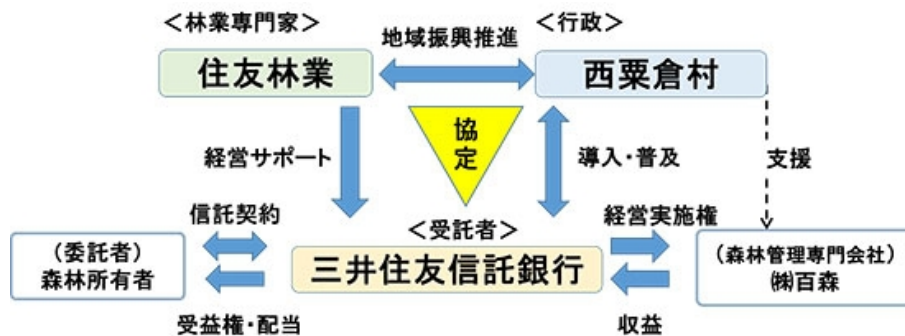 ＜林業専門家＞
地域振興推進
＜行政＞
住友林業
西粟倉村
協
定
経営サポート
導入・普及
支援
信託契約
＜受託者＞
経営実施権
（委託者）
森林所有者
三井住友信託銀行
（森林管理専門会社）
㈱百森
受益権・配当
収益